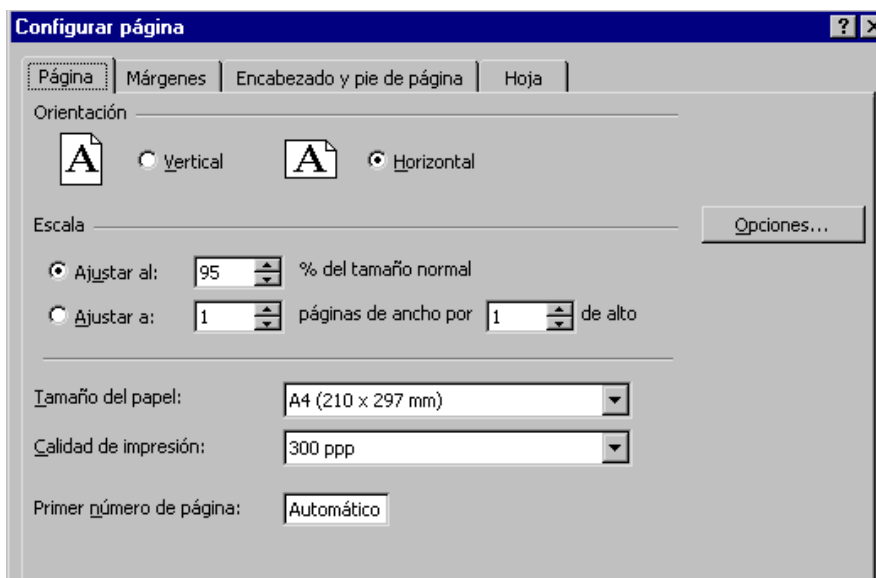 Configurar página
Página Márgenes Encabezado y pie de página Hoja
Orientación
A Vertical A Horizontal
Escala
Opciones...
Ajustar al: 95 % del tamaño normal
Ajustar a: 1 páginas de ancho por 1 de alto
Tamaño del papel: A4 (210 x 297 mm)
Calidad de impresión: 300 ppp
Primer número de página: Automático